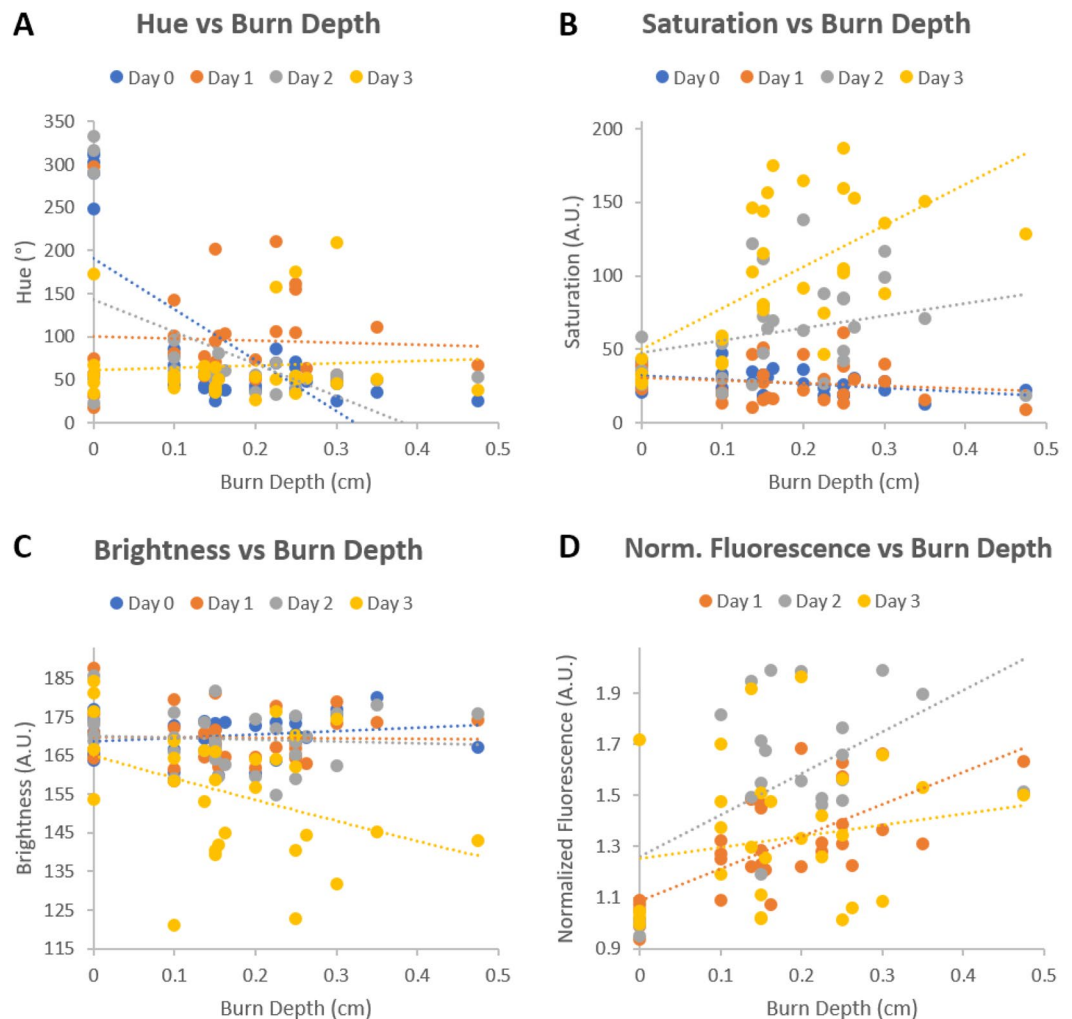 A Hue vs Burn Depth
Day 0 Day 1 Day 2 Day 3
Hue (°)
350
300
250
200
150
100
50
0
0 0.1 0.2 0.3 0.4 0.5
Burn Depth (cm)
B Saturation vs Burn Depth
Day 0 Day 1 Day 2 Day 3
Saturation (A.U.)
200
150
100
50
0
0 0.1 0.2 0.3 0.4 0.5
Burn Depth (cm)
C Brightness vs Burn Depth
Day 0 Day 1 Day 2 Day 3
Brightness (A.U.)
185
175
165
155
145
135
125
115
0 0.1 0.2 0.3 0.4 0.5
Burn Depth (cm)
D Norm. Fluorescence vs Burn Depth
Day 1 Day 2 Day 3
Normalized Fluorescence (A.U.)
1.9
1.7
1.5
1.3
1.1
0.9
0 0.1 0.2 0.3 0.4 0.5
Burn Depth (cm)